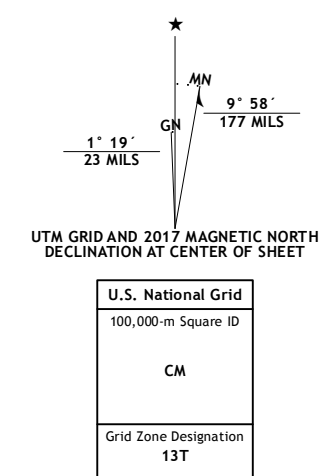 ★
MN
9° 58´
177 MILS
GN
1° 19´
23 MILS
UTM GRID AND 2017 MAGNETIC NORTH
DECLINATION AT CENTER OF SHEET
U.S. National Grid
100,000-m Square ID
CM
Grid Zone Designation
13T